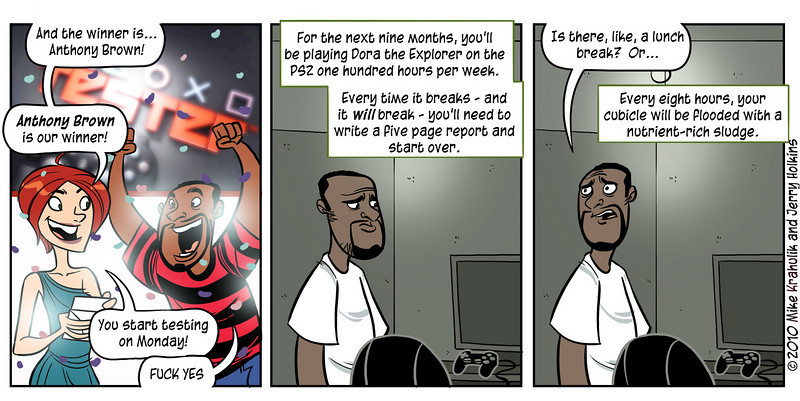 And the winner is...
Anthony Brown!
Anthony Brown
is our winner!
You start testing
on Monday!
FUCK YES
For the next nine months, you'll
be playing Dora the Explorer on the
PS2 one hundred hours per week.
Every time it breaks - and
it will break - you'll need to
write a five page report and
start over.
Is there, like, a lunch
break? Or...
Every eight hours, your
cubicle will be flooded with a
nutrient-rich sludge.
©2010 Mike Krahulik and Jerry Holkins